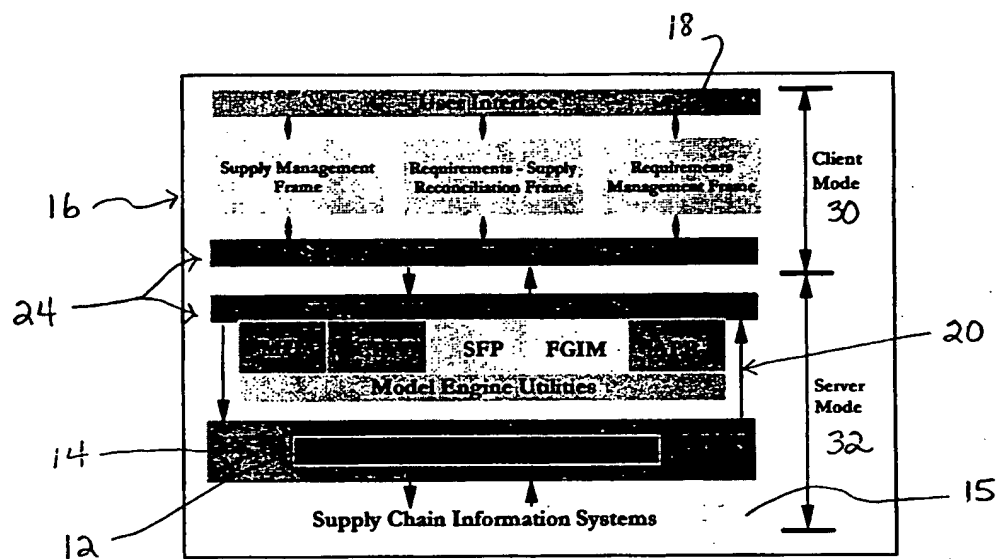 18
User Interface
Supply Management
Frame
Requirements - Supply
Reconciliation Frame
Requirements
Management Frame
Client
Mode
30
16
24
SFP
FGIM
20
Model Engine Utilities
Server
Mode
32
14
15
Supply Chain Information Systems
12